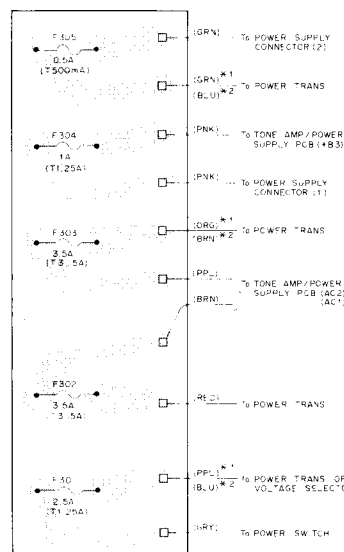 F305
0.5A
(T500mA)
(GRN)
To POWER SUPPLY
CONNECTOR (2)
(GRN)*1
(BLU)*2
To POWER TRANS
F304
1A
(T1.25A)
(PNK)
To TONE AMP/POWER
SUPPLY PCB (+B3)
(PNK)
To POWER SUPPLY
CONNECTOR (1)
F303
3.5A
(T3.15A)
(ORG)*1
(BRN)*2
To POWER TRANS
(PPL)
(BRN)
To TONE AMP/POWER
SUPPLY PCB (AC2)
(AC1)
F302
3.5A
(RED)
To POWER TRANS
2.5A
(T1.25A)
(PPL)*1
(BLU)*2
To POWER TRANS OR
VOLTAGE SELECTO
(GRY)
To POWER SWITCH